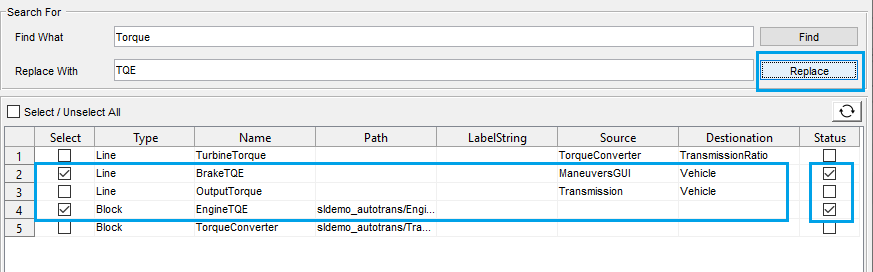 Search For
Find What Torque Find
Replace With TQE Replace
Select / Unselect All
Select Type Name Path LabelString Source Destionation Status
1 Line TurbineTorque TorqueConverter TransmissionRatio
2 Line BrakeTQE ManeuversGUI Vehicle
3 Line OutputTorque Transmission Vehicle
4 Block EngineTQE sldemo_autotrans/Engi...
5 Block TorqueConverter sldemo_autotrans/Tra...